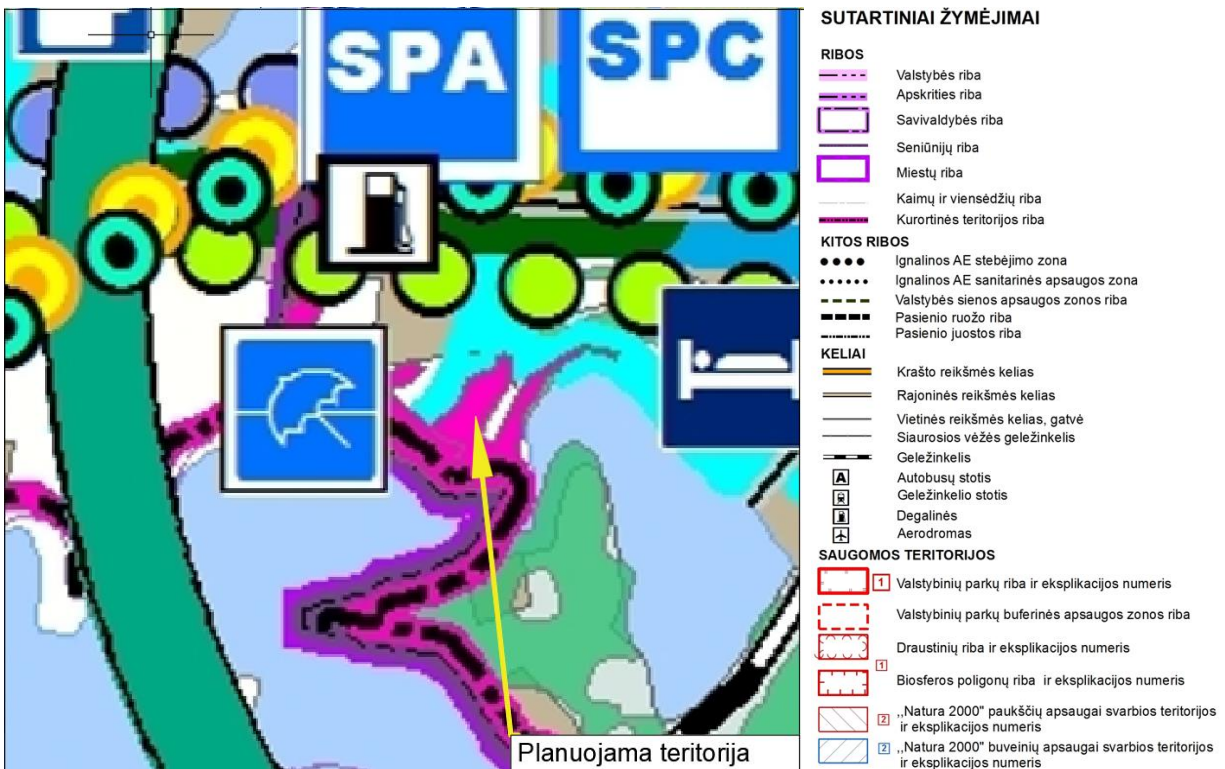 SPA
SPC
Planuojama teritorija
SUTARTINIAI ŽYMĖJIMAI
RIBOS
Valstybės riba
Apskrities riba
Savivaldybės riba
Seniūnijų riba
Miestų riba
Kaimų ir viensėdžių riba
Kurortinės teritorijos riba
KITOS RIBOS
Ignalinos AE stebėjimo zona
Ignalinos AE sanitarinės apsaugos zona
Valstybės sienos apsaugos zonos riba
Pasienio ruožo riba
Pasienio juostos riba
KELIAI
Krašto reikšmės kelias
Rajoninės reikšmės kelias
Vietinės reikšmės kelias, gatvė
Siaurosios vėžės geležinkelis
Geležinkelis
A Autobusų stotis
Geležinkelio stotis
Degalinės
Aerodromas
SAUGOMOS TERITORIJOS
1 Valstybinių parkų riba ir eksplikacijos numeris
Valstybinių parkų buferinės apsaugos zonos riba
Draustinių riba ir eksplikacijos numeris
1
Biosferos poligonų riba ir eksplikacijos numeris
2 ,,Natura 2000" paukščių apsaugai svarbios teritorijos
ir eksplikacijos numeris
2 ,,Natura 2000" buveinių apsaugai svarbios teritorijos
ir eksplikacijos numeris